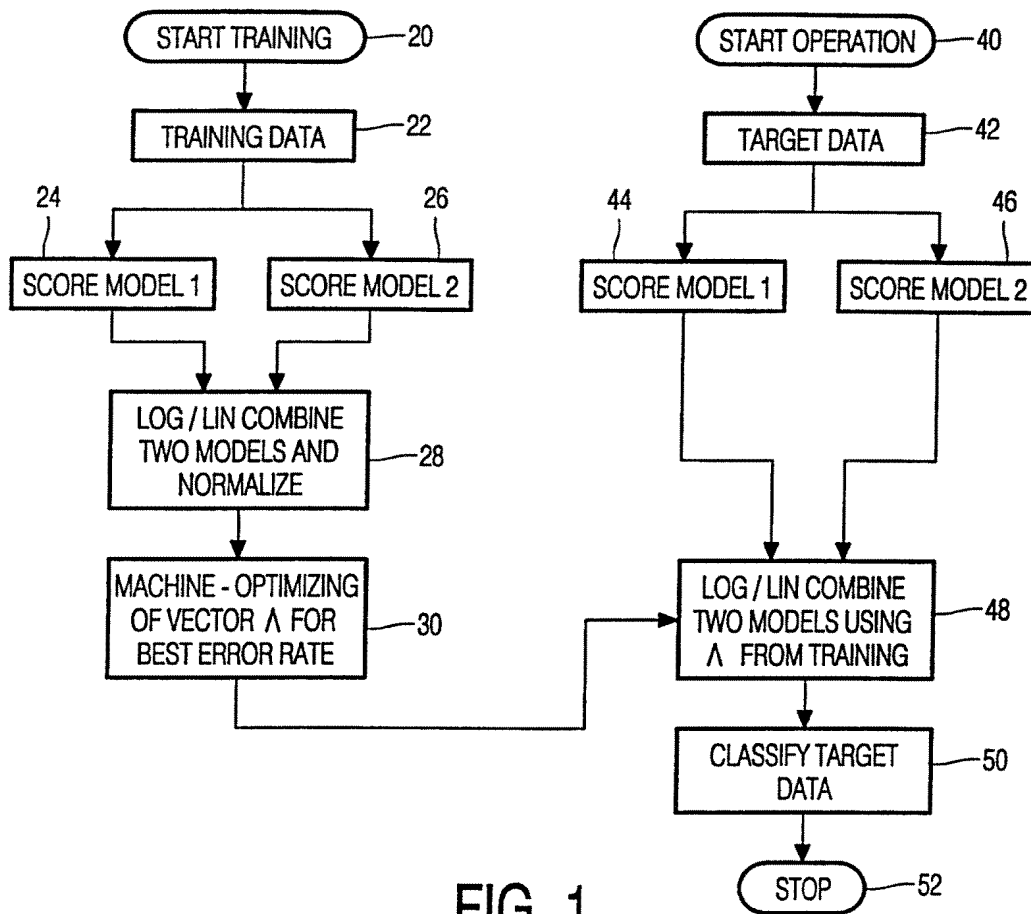 START TRAINING
20
TRAINING DATA
22
24
26
SCORE MODEL 1
SCORE MODEL 2
LOG / LIN COMBINE
TWO MODELS AND
NORMALIZE
28
MACHINE - OPTIMIZING
OF VECTOR Λ FOR
BEST ERROR RATE
30
START OPERATION
40
TARGET DATA
42
44
46
SCORE MODEL 1
SCORE MODEL 2
LOG / LIN COMBINE
TWO MODELS USING
Λ FROM TRAINING
48
CLASSIFY TARGET
DATA
50
STOP
52
FIG. 1